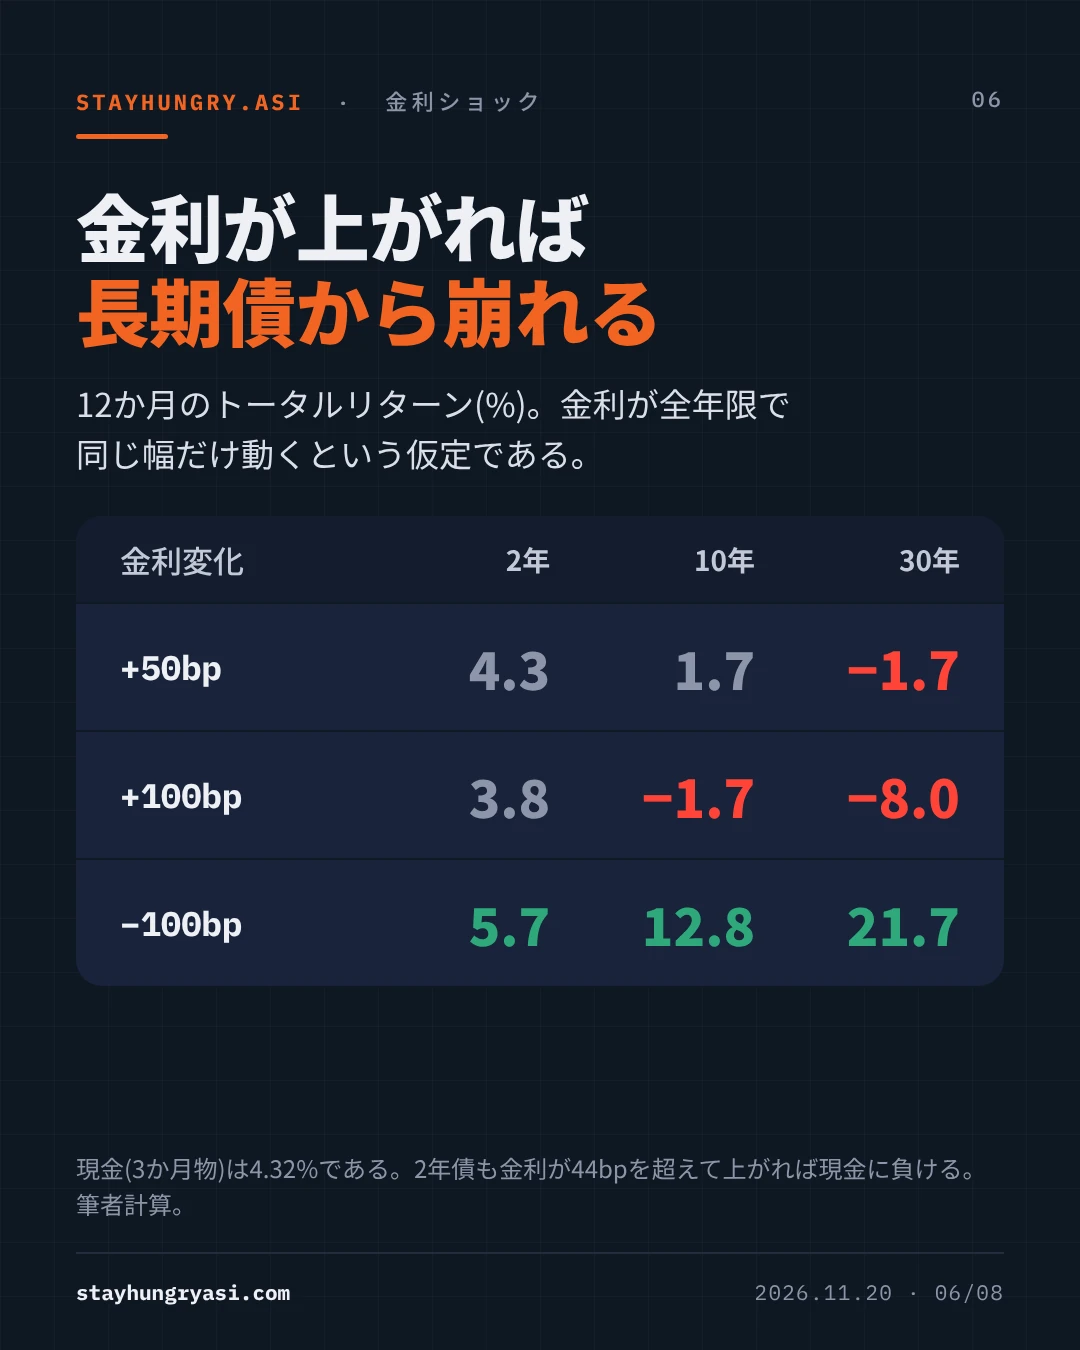 STAYHUNGRY.ASI · 金利ショック 06
金利が上がれば
長期債から崩れる
12か月のトータルリターン(%)。金利が全年限で
同じ幅だけ動くという仮定である。
金利変化 2年 10年 30年
+50bp 4.3 1.7 −1.7
+100bp 3.8 −1.7 −8.0
−100bp 5.7 12.8 21.7
現金(3か月物)は4.32%である。2年債も金利が44bpを超えて上がれば現金に負ける。
筆者計算。
stayhungryasi.com 2026.11.20 · 06/08